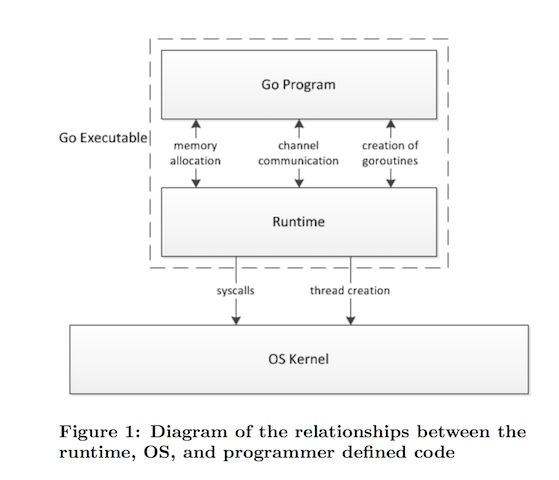 Go Program
Go Executable
memory
allocation
channel
communication
creation of
goroutines
Runtime
syscalls
thread creation
OS Kernel
Figure 1: Diagram of the relationships between the
runtime, OS, and programmer defined code